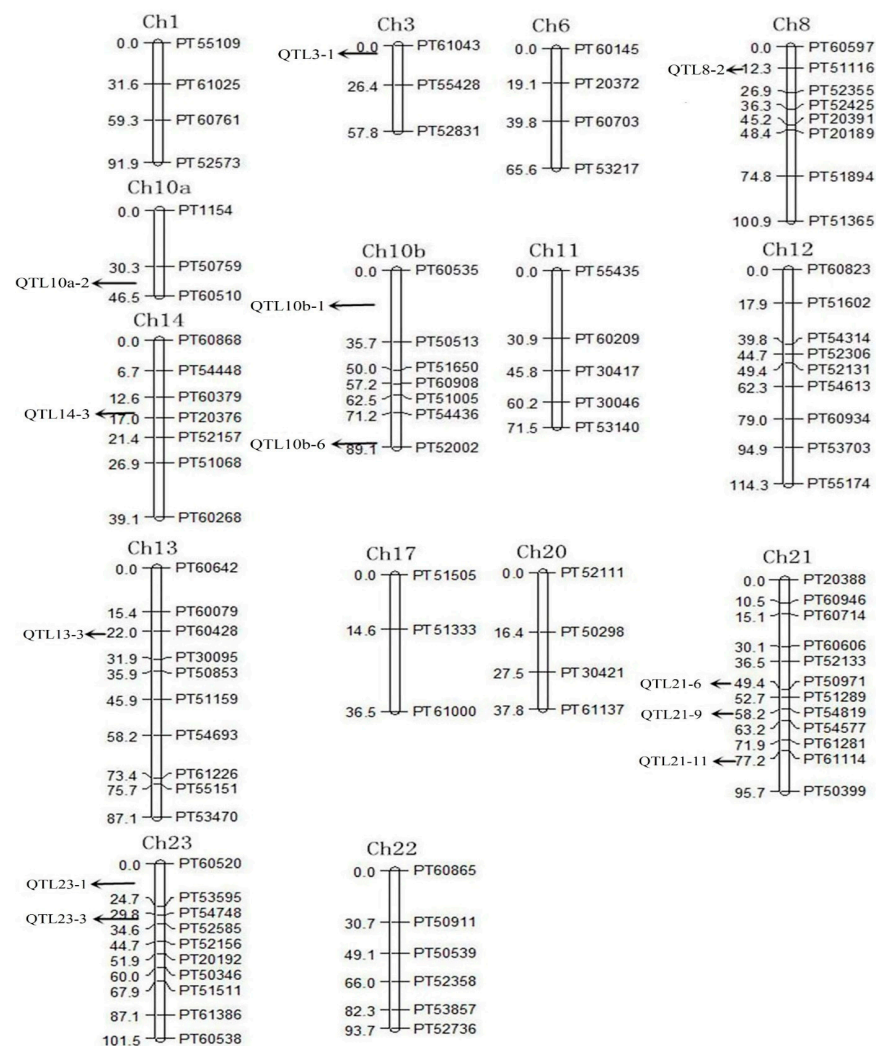 Ch1
0.0 PT55109
31.6 PT61025
59.3 PT60761
91.9 PT52573
Ch3
QTL3-1
0.0 PT61043
26.4 PT55428
57.8 PT52831
Ch6
0.0 PT60145
19.1 PT20372
39.8 PT60703
65.6 PT53217
Ch8
0.0 PT60597
QTL8-2 12.3 PT51116
26.9 PT52355
36.3 PT52425
45.2 PT20391
48.4 PT20189
74.8 PT51894
100.9 PT51365
Ch10a
0.0 PT1154
30.3 PT50759
QTL10a-2
46.5 PT60510
Ch10b
0.0 PT60535
QTL10b-1
35.7 PT50513
50.0 PT51650
57.2 PT60908
62.5 PT51005
71.2 PT54436
QTL10b-6
89.1 PT52002
Ch11
0.0 PT55435
30.9 PT60209
45.8 PT30417
60.2 PT30046
71.5 PT53140
Ch12
0.0 PT60823
17.9 PT51602
39.8 PT54314
44.7 PT52306
49.4 PT52131
62.3 PT54613
79.0 PT60934
94.9 PT53703
114.3 PT55174
Ch14
0.0 PT60868
6.7 PT54448
12.6 PT60379
QTL14-3
17.0 PT20376
21.4 PT52157
26.9 PT51068
39.1 PT60268
Ch13
0.0 PT60642
15.4 PT60079
QTL13-3 22.0 PT60428
31.9 PT30095
35.9 PT50853
45.9 PT51159
58.2 PT54693
73.4 PT61226
75.7 PT55151
87.1 PT53470
Ch17
0.0 PT51505
14.6 PT51333
36.5 PT61000
Ch20
0.0 PT52111
16.4 PT50298
27.5 PT30421
37.8 PT61137
Ch21
0.0 PT20388
10.5 PT60946
15.1 PT60714
30.1 PT60606
36.5 PT52133
QTL21-6 49.4 PT50971
52.7 PT51289
QTL21-9 58.2 PT54819
63.2 PT54577
71.9 PT61281
QTL21-11 77.2 PT61114
95.7 PT50399
Ch23
0.0 PT60520
QTL23-1
24.7 PT53595
QTL23-3 29.8 PT54748
34.6 PT52585
44.7 PT52156
51.9 PT20192
60.0 PT50346
67.9 PT51511
87.1 PT61386
101.5 PT60538
Ch22
0.0 PT60865
30.7 PT50911
49.1 PT50539
66.0 PT52358
82.3 PT53857
93.7 PT52736